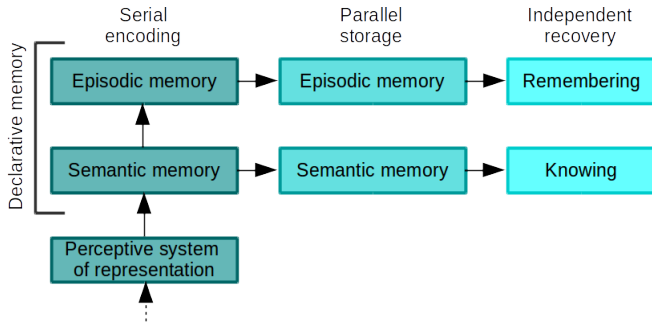 Serial
encoding
Parallel
storage
Independent
recovery
Declarative memory
Episodic memory
Episodic memory
Remembering
Semantic memory
Semantic memory
Knowing
Perceptive system
of representation